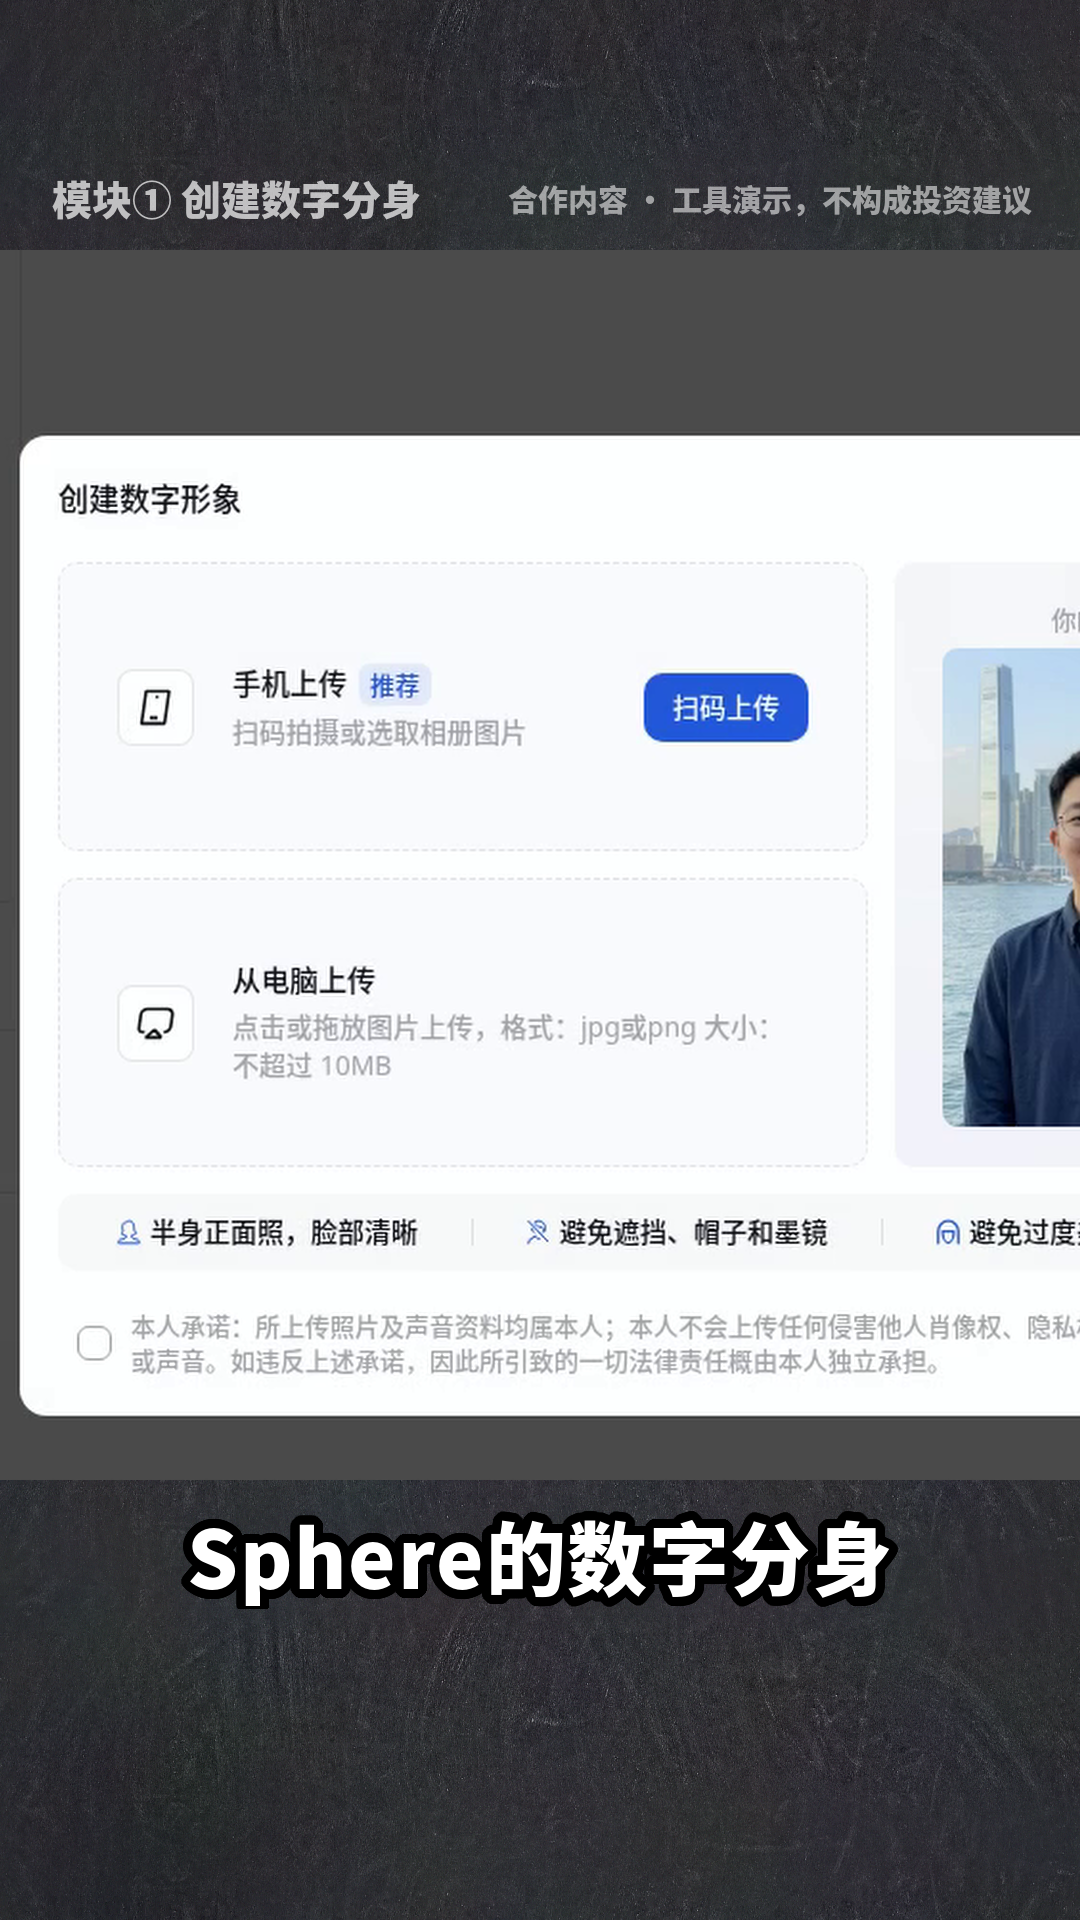 模块① 创建数字分身
合作内容 · 工具演示，不构成投资建议
创建数字形象
手机上传 推荐
扫码拍摄或选取相册图片
扫码上传
你
从电脑上传
点击或拖放图片上传，格式：jpg或png 大小：
不超过 10MB
半身正面照，脸部清晰
避免遮挡、帽子和墨镜
避免过度
本人承诺：所上传照片及声音资料均属本人；本人不会上传任何侵害他人肖像权、隐私
或声音。如违反上述承诺，因此所引致的一切法律责任概由本人独立承担。
Sphere的数字分身